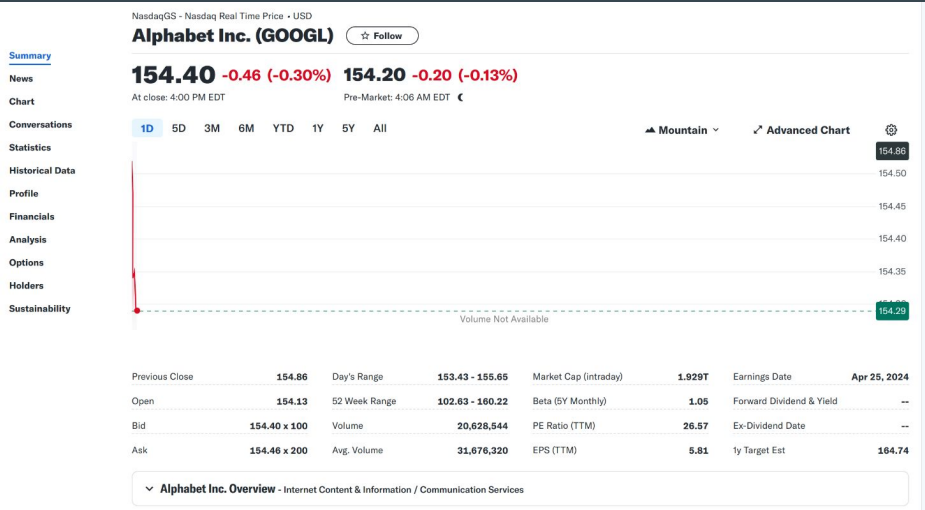 NasdaqGS - Nasdaq Real Time Price • USD
Alphabet Inc. (GOOGL)
Follow
154.40 -0.46 (-0.30%) 154.20 -0.20 (-0.13%)
At close: 4:00 PM EDT Pre-Market: 4:06 AM EDT
Summary
News
Chart
Conversations
Statistics
Historical Data
Profile
Financials
Analysis
Options
Holders
Sustainability
1D 5D 3M 6M YTD 1Y 5Y All
Mountain Advanced Chart
154.86
154.50
154.45
154.40
154.35
154.29
Volume Not Available
Previous Close 154.86 Day's Range 153.43 - 155.65 Market Cap (intraday) 1.929T Earnings Date Apr 25, 2024
Open 154.13 52 Week Range 102.63 - 160.22 Beta (5Y Monthly) 1.05 Forward Dividend & Yield --
Bid 154.40 x 100 Volume 20,628,544 PE Ratio (TTM) 26.57 Ex-Dividend Date --
Ask 154.46 x 200 Avg. Volume 31,676,320 EPS (TTM) 5.81 1y Target Est 164.74
Alphabet Inc. Overview - Internet Content & Information / Communication Services